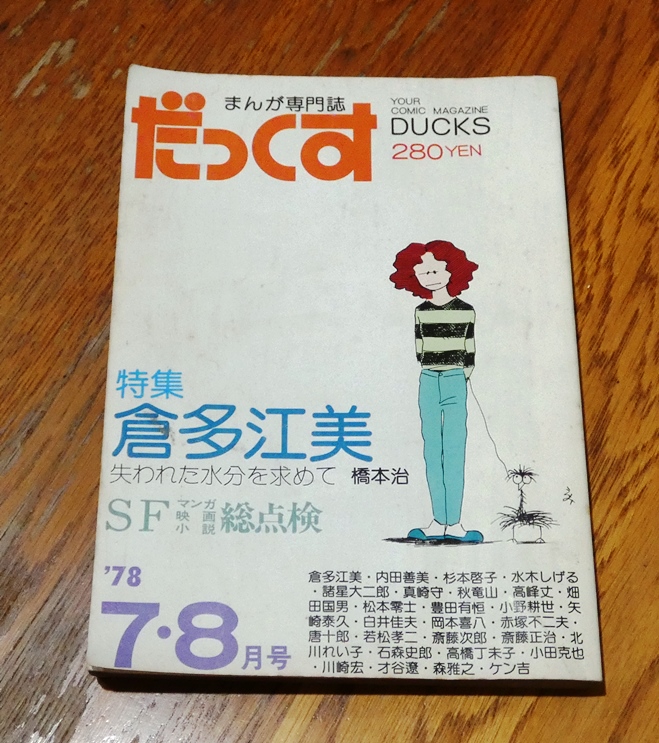 まんが専門誌
だっくす
YOUR
COMIC MAGAZINE
DUCKS
280YEN
特集
倉多江美
失われた水分を求めて 橋本治
SF マンガ 映画 小説 総点検
'78
7・8月号
倉多江美・内田善美・杉本啓子・水木しげる
・諸星大二郎・真崎守・秋竜山・高峰丈・畑
田国男・松本零士・豊田有恒・小野耕世・矢
崎泰久・白井佳夫・岡本喜八・赤塚不二夫・
唐十郎・若松孝二・斎藤次郎・斎藤正治・北
川れい子・石森史郎・高橋丁未子・小田克也
・川崎宏・才谷遼・森雅之・ケン吉